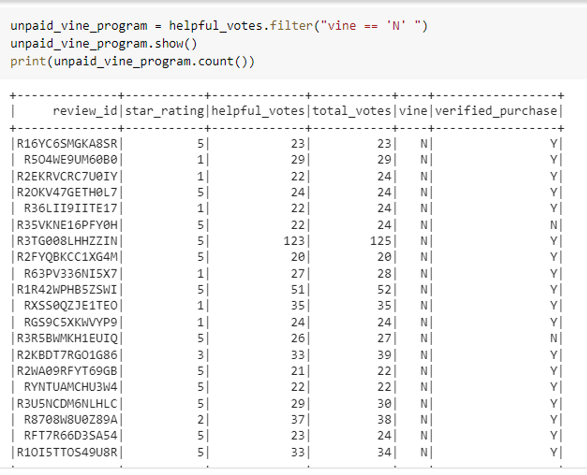 unpaid_vine_program = helpful_votes.filter("vine == 'N' ")
unpaid_vine_program.show()
print(unpaid_vine_program.count())
+--------------+-----------+-------------+-----------+----+-----------------+
|     review_id|star_rating|helpful_votes|total_votes|vine|verified_purchase|
+--------------+-----------+-------------+-----------+----+-----------------+
|R16YC6SMGKA8SR|          5|           23|         23|   N|                Y|
| R5O4WE9UM60B0|          1|           29|         29|   N|                Y|
|R2EKRVCRC7U0IY|          1|           22|         24|   N|                Y|
|R2OKV47GETH0L7|          5|           24|         24|   N|                Y|
| R36LII9IITE17|          1|           22|         24|   N|                Y|
|R35VKNE16PFY0H|          5|           22|         24|   N|                N|
|R3TG008LHHZZIN|          5|          123|        125|   N|                Y|
|R2FYQBKCC1XG4M|          5|           20|         20|   N|                Y|
| R63PV336NI5X7|          1|           27|         28|   N|                Y|
|R1R42WPHB5ZSWI|          5|           51|         52|   N|                Y|
| RXSS0QZJE1TEO|          1|           35|         35|   N|                Y|
| RGS9C5XKWVYP9|          1|           24|         24|   N|                Y|
|R3R5BWMKH1EUIQ|          5|           26|         27|   N|                N|
|R2KBDT7RGO1G86|          3|           33|         39|   N|                Y|
|R2WA09RFYT69GB|          5|           21|         22|   N|                Y|
| RYNTUAMCHU3W4|          5|           22|         22|   N|                Y|
|R3U5NCDM6NLHLC|          5|           29|         30|   N|                Y|
| R8708W8U0Z89A|          2|           37|         38|   N|                Y|
| RFT7R66D3SA54|          5|           23|         24|   N|                Y|
|R1OI5TTOS49U8R|          5|           33|         34|   N|                Y|